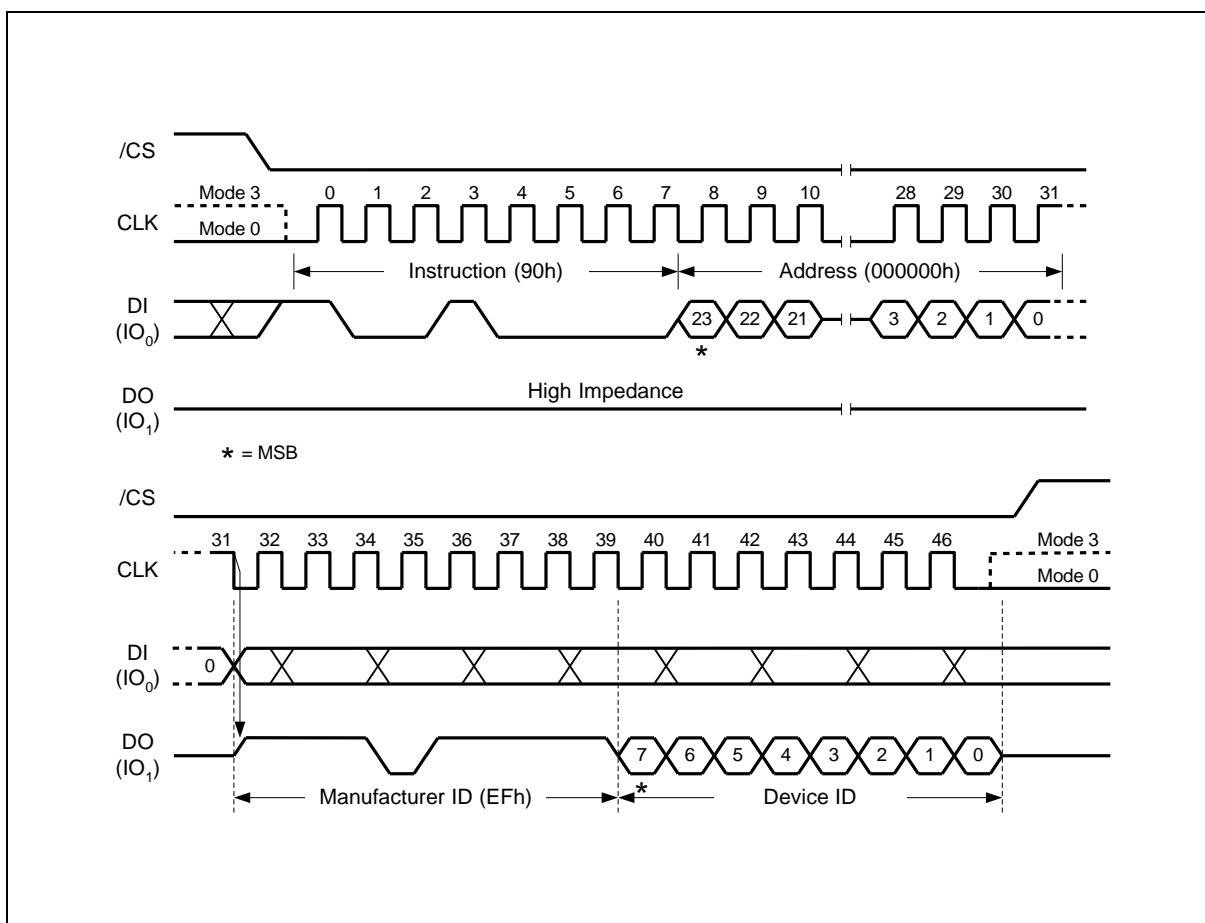 /CS
Mode 3 0 1 2 3 4 5 6 7 8 9 10 28 29 30 31
CLK Mode 0
Instruction (90h) Address (000000h)
DI
(IO0) 23 22 21 3 2 1 0
*
DO High Impedance
(IO1)
* = MSB
/CS
31 32 33 34 35 36 37 38 39 40 41 42 43 44 45 46 Mode 3
CLK Mode 0
DI
(IO0) 0
DO
(IO1) 7 6 5 4 3 2 1 0
*
Manufacturer ID (EFh) Device ID